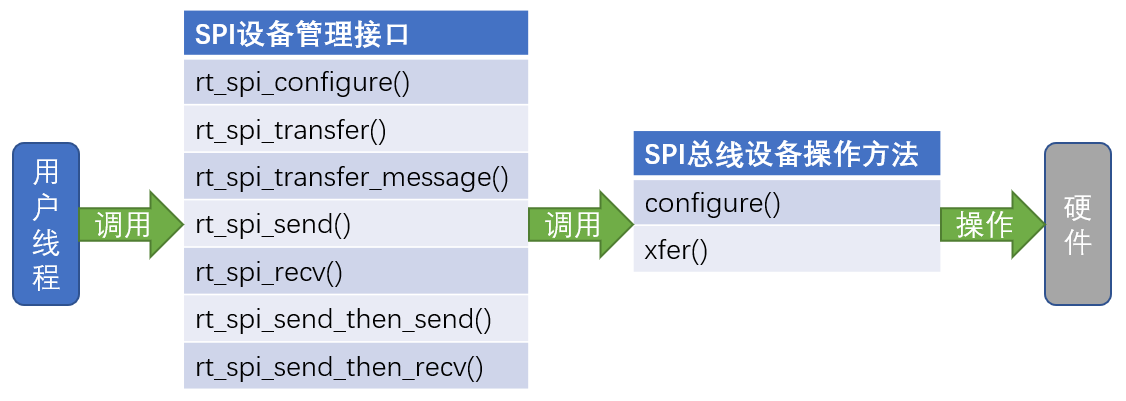 用户线程
调用
SPI设备管理接口
rt_spi_configure()
rt_spi_transfer()
rt_spi_transfer_message()
rt_spi_send()
rt_spi_recv()
rt_spi_send_then_send()
rt_spi_send_then_recv()
调用
SPI总线设备操作方法
configure()
xfer()
操作
硬件